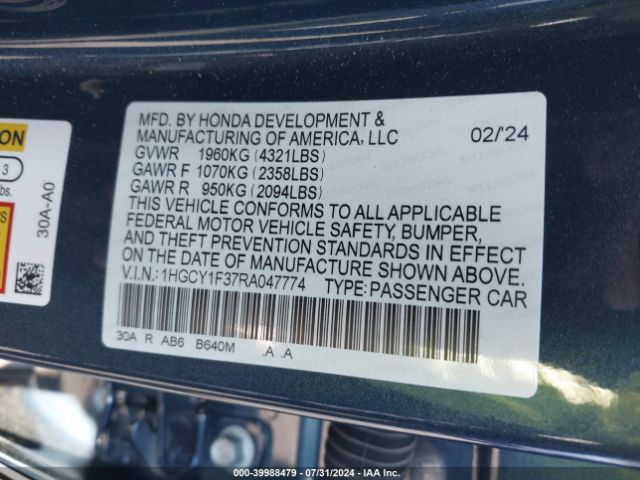 MFD. BY HONDA DEVELOPMENT &
MANUFACTURING OF AMERICA, LLC 02/'24
GVWR 1960KG (4321LBS)
GAWR F 1070KG (2358LBS)
GAWR R 950KG (2094LBS)
THIS VEHICLE CONFORMS TO ALL APPLICABLE
FEDERAL MOTOR VEHICLE SAFETY, BUMPER,
AND THEFT PREVENTION STANDARDS IN EFFECT
ON THE DATE OF MANUFACTURE SHOWN ABOVE.
V.I.N.: 1HGCY1F37RA047774 TYPE: PASSENGER CAR
30A R AB6 B640M .A .A
ION
3
bs.
30A-A0
000-39988479 - 07/31/2024 - IAA Inc.